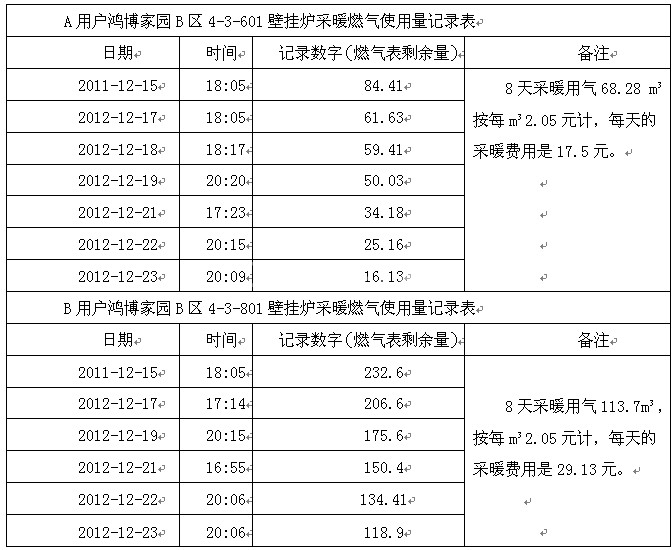 A 用户鸿博家园 B 区 4-3-601 壁挂炉采暖燃气使用量记录表
日期 时间 记录数字(燃气表剩余量) 备注
2011-12-15 18:05 84.41
2012-12-17 18:05 61.63
2012-12-18 18:17 59.41
2012-12-19 20:20 50.03
2012-12-21 17:23 34.18
2012-12-22 20:15 25.16
2012-12-23 20:09 16.13
8 天采暖用气 68.28 m³
按每 m³2.05 元计，每天的
采暖费用是 17.5 元。
B 用户鸿博家园 B 区 4-3-801 壁挂炉采暖燃气使用量记录表
日期 时间 记录数字(燃气表剩余量) 备注
2011-12-15 18:05 232.6
2012-12-17 17:14 206.6
2012-12-19 20:15 175.6
2012-12-21 16:55 150.4
2012-12-22 20:06 134.41
2012-12-23 20:06 118.9
8 天采暖用气 113.7m³，
按每 m³2.05 元计，每天的
采暖费用是 29.13 元。